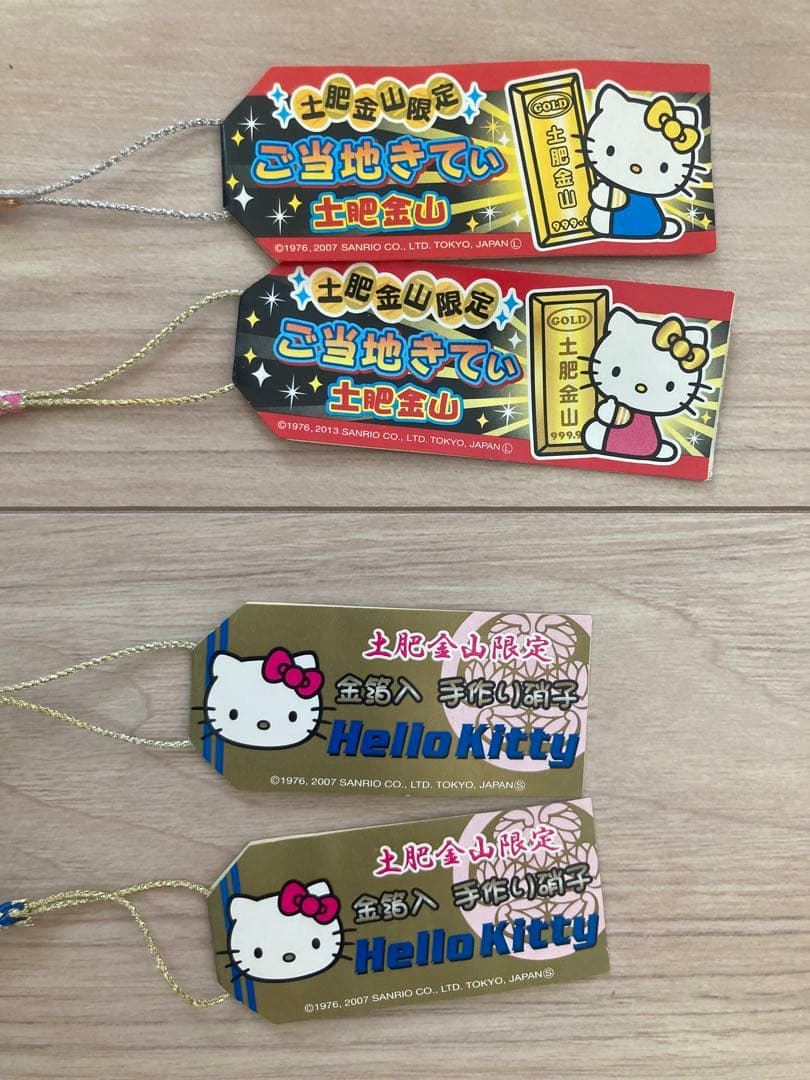 土肥金山限定
ご当地きてぃ
土肥金山
GOLD
土肥金山
999.9
©1976, 2007 SANRIO CO., LTD. TOKYO, JAPAN Ⓛ
土肥金山限定
ご当地きてぃ
土肥金山
GOLD
土肥金山
999.9
©1976, 2013 SANRIO CO., LTD. TOKYO, JAPAN Ⓛ
土肥金山限定
金箔入 手作り硝子
Hello Kitty
©1976, 2007 SANRIO CO., LTD. TOKYO, JAPAN Ⓢ
土肥金山限定
金箔入 手作り硝子
Hello Kitty
©1976, 2007 SANRIO CO., LTD. TOKYO, JAPAN Ⓢ